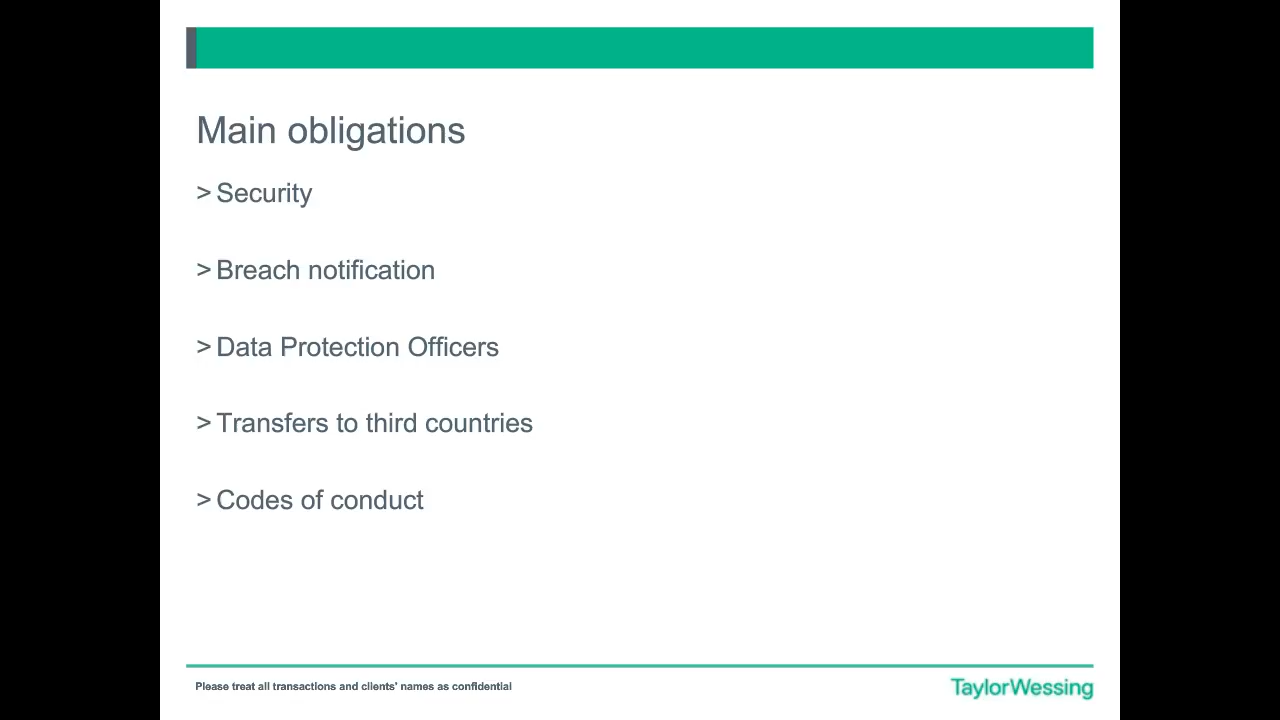 Main obligations
> Security
> Breach notification
> Data Protection Officers
> Transfers to third countries
> Codes of conduct
Please treat all transactions and clients' names as confidential
TaylorWessing